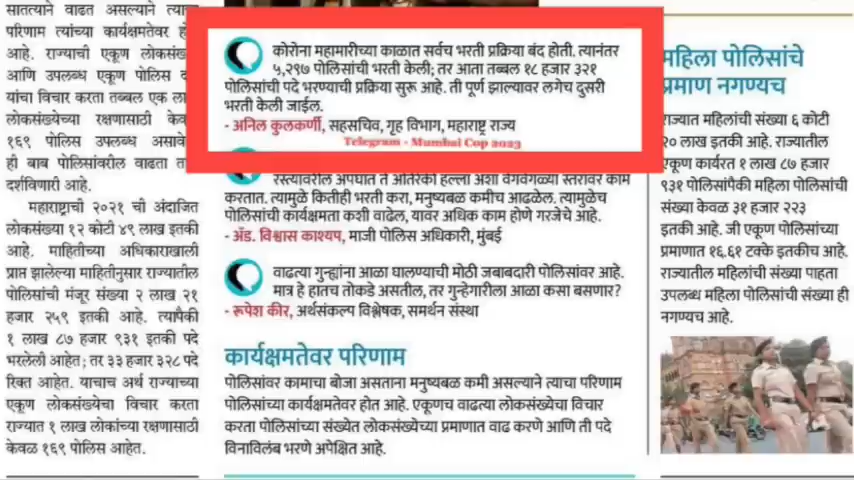 सातत्याने वाढत असल्याने त्याचा
परिणाम त्यांच्या कार्यक्षमतेवर
आहे. राज्याची एकूण लोकसंख्या
आणि उपलब्ध एकूण पोलिस
यांचा विचार करता तब्बल एक
लोकसंख्येच्या रक्षणासाठी
१६९ पोलिस उपलब्ध
ही बाब पोलिसांवरील वाढता
दर्शविणारी आहे.
महाराष्ट्राची २०२१ ची अंदाजित
लोकसंख्या १२ कोटी ४९ लाख इतकी
आहे. माहितीच्या अधिकाराखाली
प्राप्त झालेल्या माहितीनुसार राज्यातील
पोलिसांची मंजूर संख्या २ लाख २१
हजार २५९ इतकी आहे. त्यापैकी
१ लाख ८७ हजार ९३१ इतकी पदे
भरलेली आहेत; तर ३३ हजार ३२८ पदे
रिक्त आहेत. याचाच अर्थ राज्याच्या
एकूण लोकसंख्येचा विचार करता
राज्यात १ लाख लोकांच्या रक्षणासाठी
केवळ १६९ पोलिस आहेत.
कोरोना महामारीच्या काळात सर्वच भरती प्रक्रिया बंद होती. त्यानंतर
५,२९७ पोलिसांची भरती केली; तर आता तब्बल १८ हजार ३२१
पोलिसांची पदे भरण्याची प्रक्रिया सुरू आहे. ती पूर्ण झाल्यावर लगेच दुसरी
भरती केली जाईल.
- अनिल कुलकर्णी, सहसचिव, गृह विभाग, महाराष्ट्र राज्य
Telegram - Mumbai Cop 2023
रस्त्यावरील अपघात ते अतिरेकी हल्ला अशा वेगवेगळ्या स्तरावर काम
करतात. त्यामुळे कितीही भरती करा, मनुष्यबळ कमीच आढळेल. त्यामुळेच
पोलिसांची कार्यक्षमता कशी वाढेल, यावर अधिक काम होणे गरजेचे आहे.
- अ‍ॅड. विश्वास काश्यप, माजी पोलिस अधिकारी, मुंबई
वाढत्या गुन्ह्यांना आळा घालण्याची मोठी जबाबदारी पोलिसांवर आहे.
मात्र हे हातच तोकडे असतील, तर गुन्हेगारीला आळा कसा बसणार?
- रूपेश कीर, अर्थसंकल्प विश्लेषक, समर्थन संस्था
कार्यक्षमतेवर परिणाम
पोलिसांवर कामाचा बोजा असताना मनुष्यबळ कमी असल्याने त्याचा परिणाम
पोलिसांच्या कार्यक्षमतेवर होत आहे. एकूणच वाढत्या लोकसंख्येचा विचार
करता पोलिसांच्या संख्येत लोकसंख्येच्या प्रमाणात वाढ करणे आणि ती पदे
विनाविलंब भरणे अपेक्षित आहे.
महिला पोलिसांचे
प्रमाण नगण्यच
राज्यात महिलांची संख्या ६ कोटी
२० लाख इतकी आहे. राज्यातील
एकूण कार्यरत १ लाख ८७ हजार
९३१ पोलिसांपैकी महिला पोलिसांची
संख्या केवळ ३१ हजार २२३
इतकी आहे. जी एकूण पोलिसांच्या
प्रमाणात १६.६१ टक्के इतकीच आहे.
राज्यातील महिलांची संख्या पाहता
उपलब्ध महिला पोलिसांची संख्या ही
नगण्यच आहे.